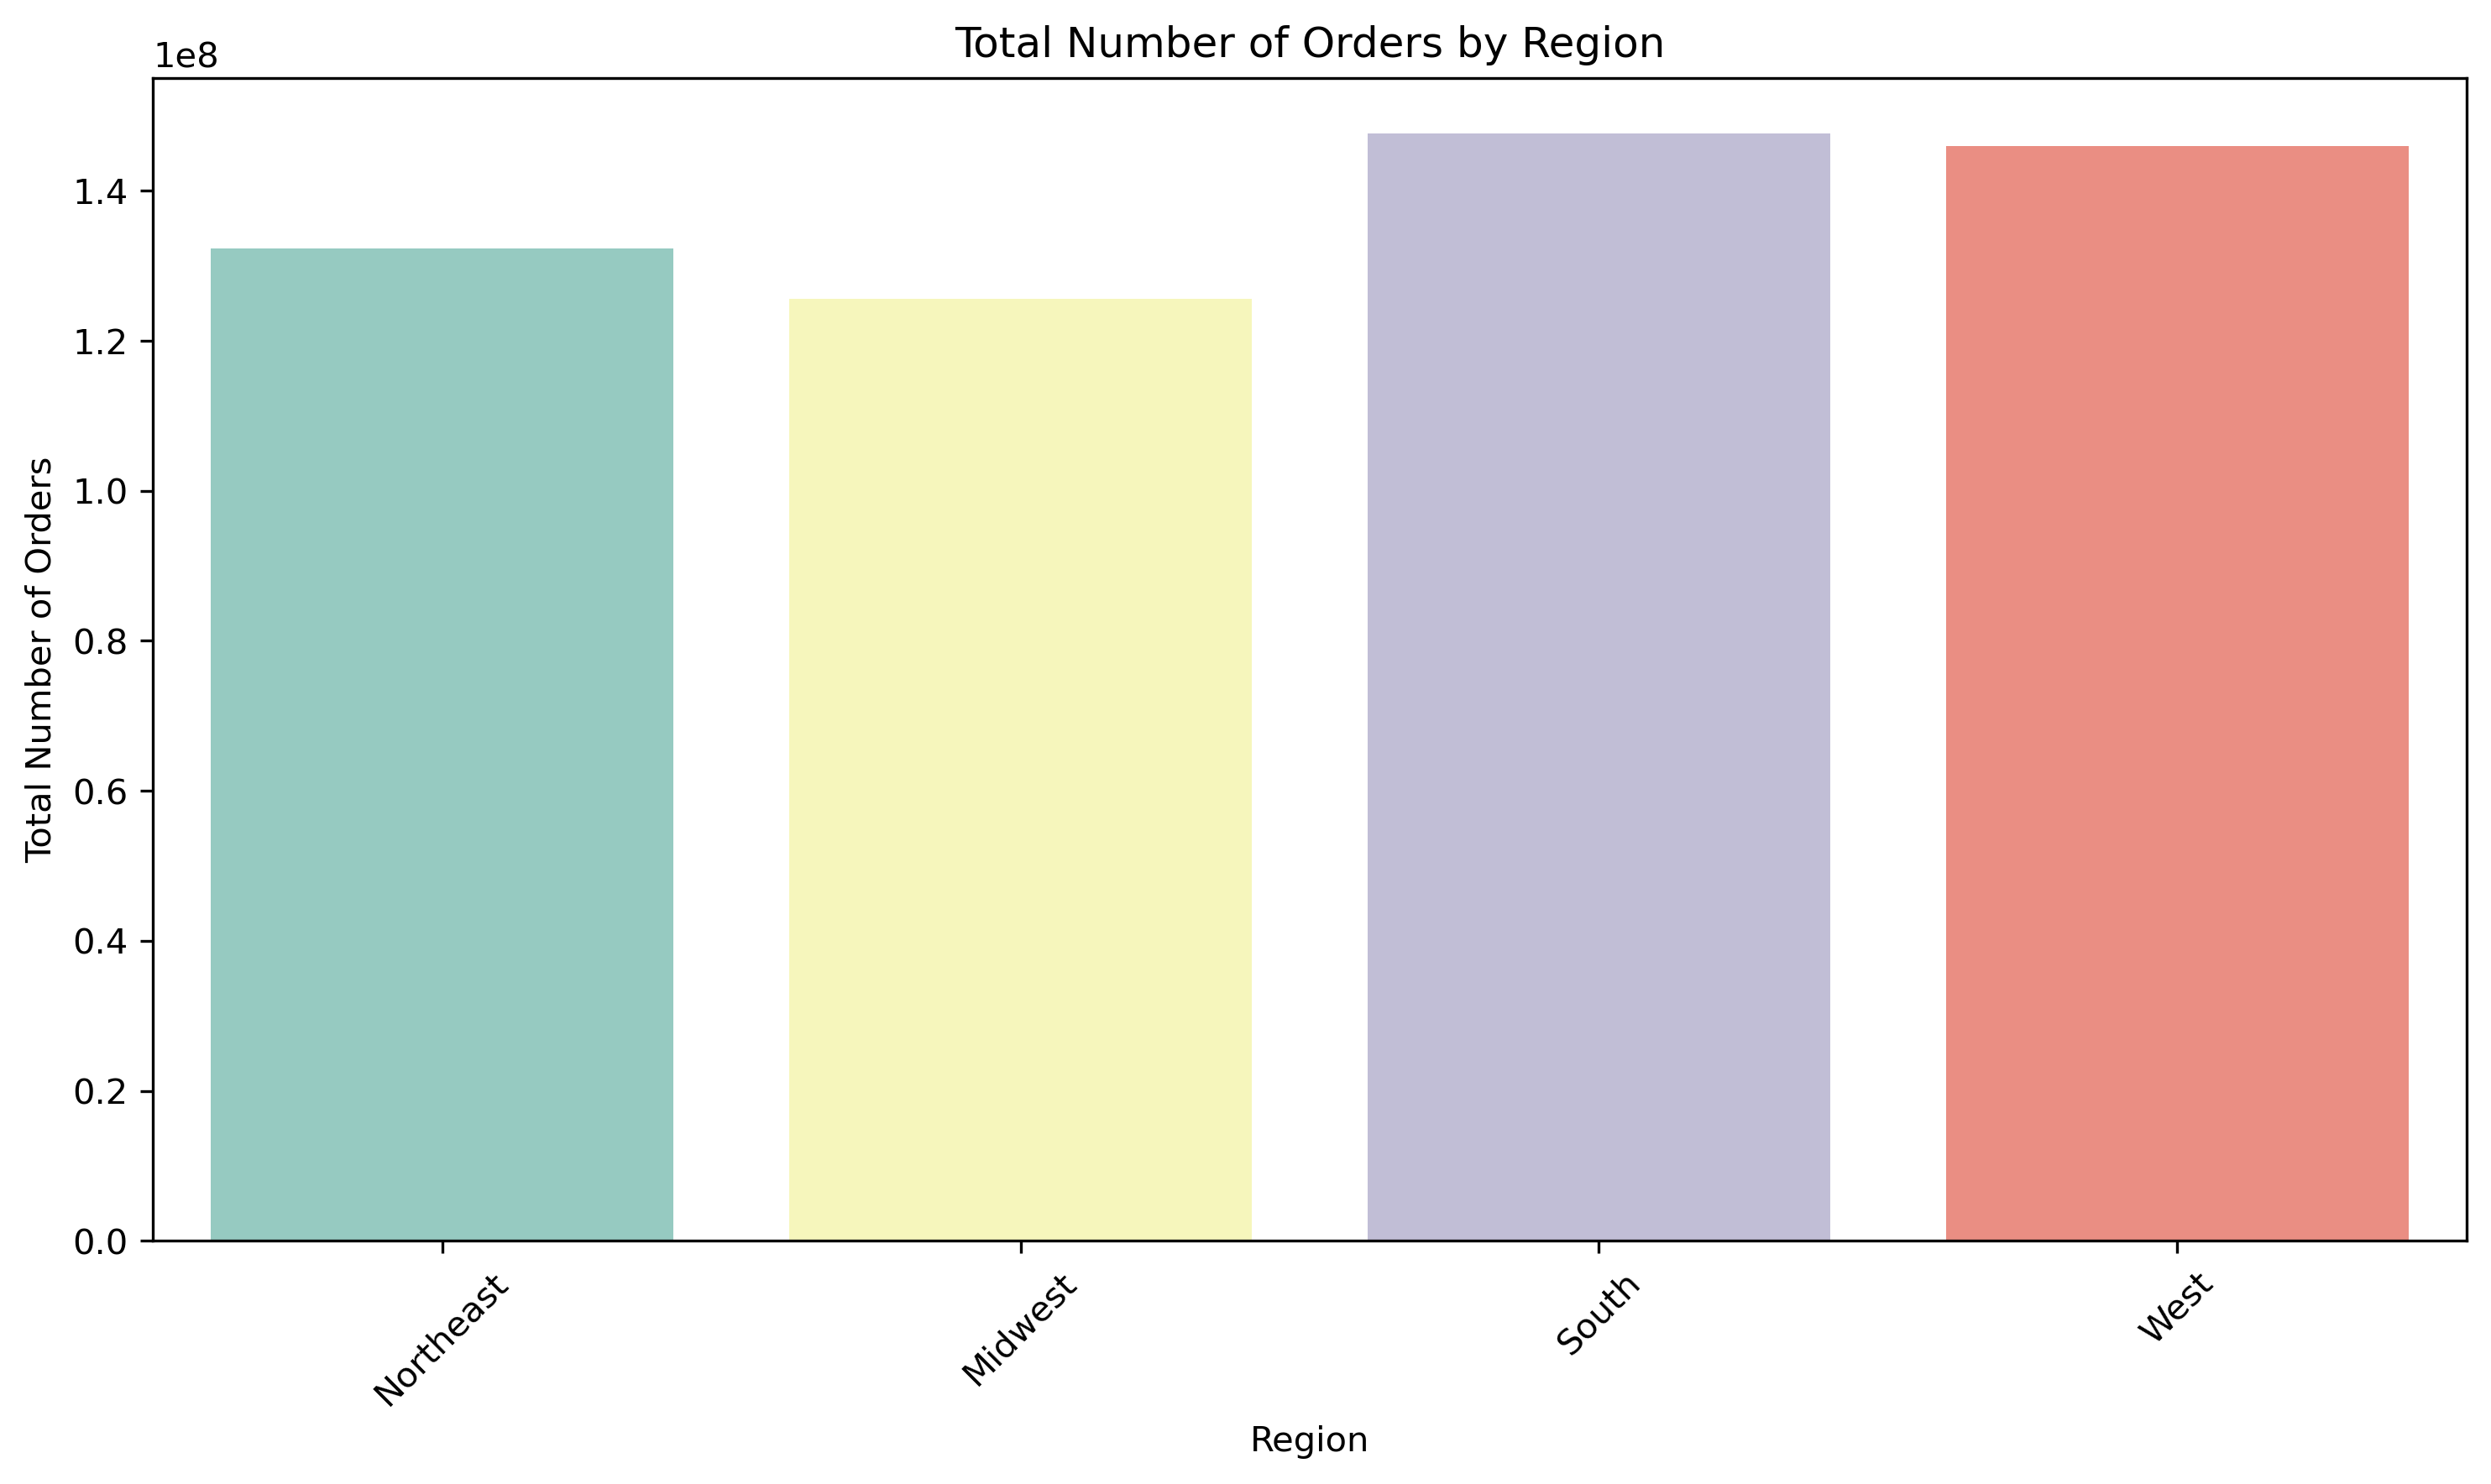 Total Number of Orders by Region
1e8
1.4
1.2
1.0
0.8
0.6
0.4
0.2
0.0
Total Number of Orders
Northeast
Midwest
South
West
Region